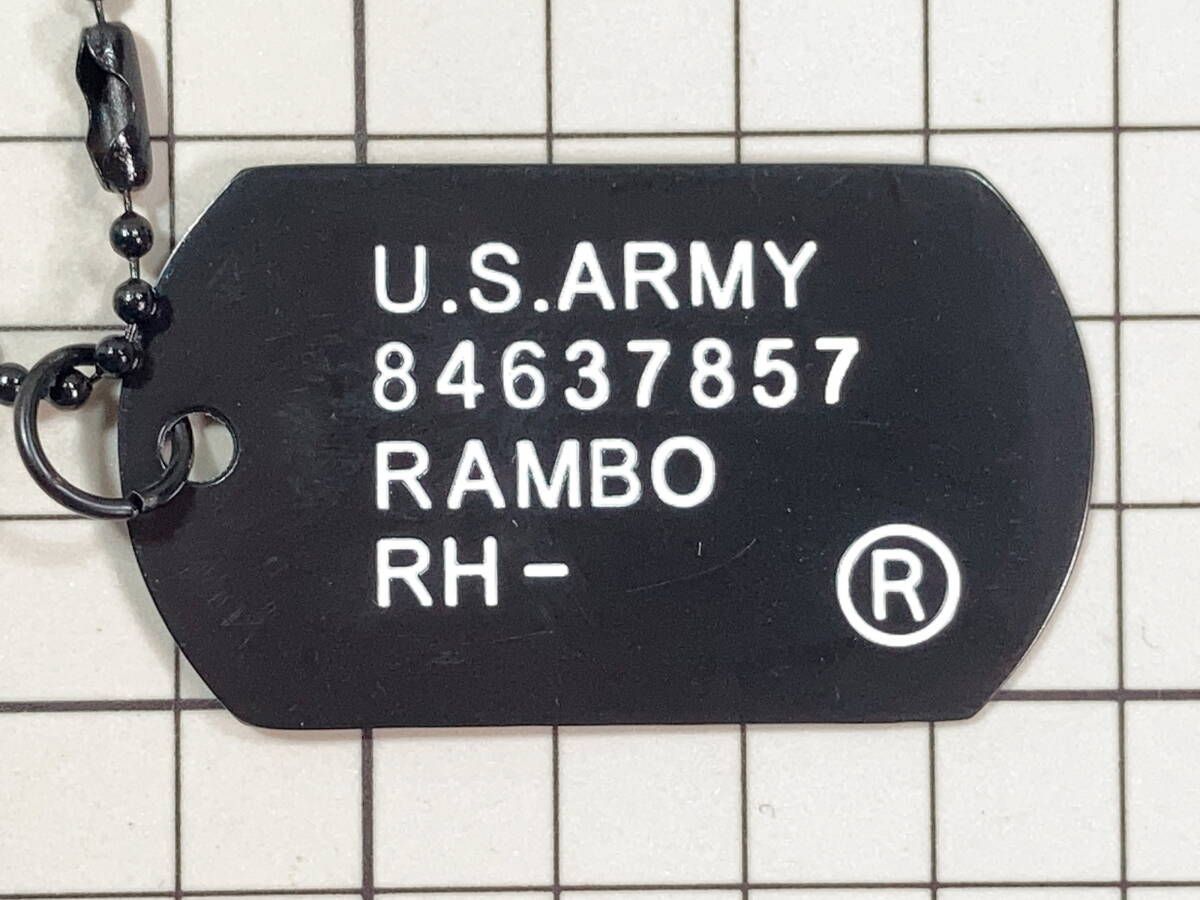 U.S.ARMY
84637857
RAMBO
RH-
®